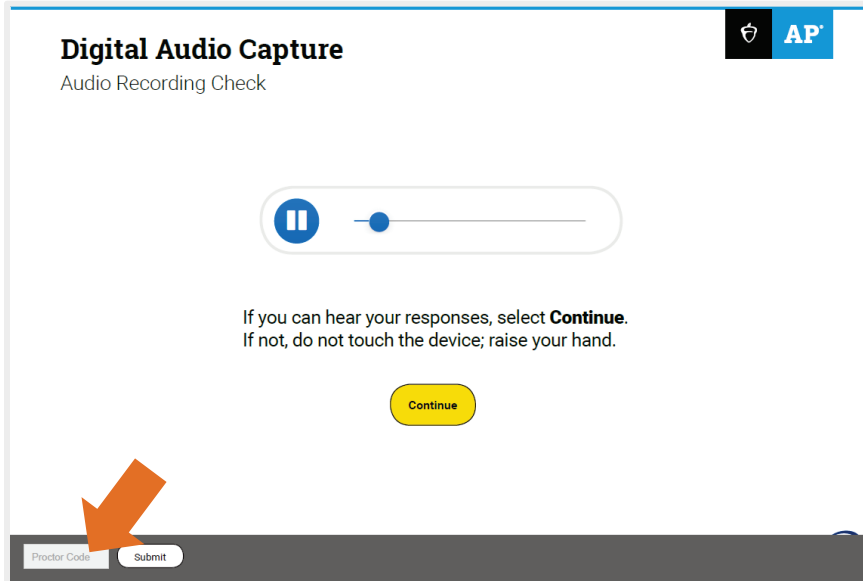 Digital Audio Capture
AP
Audio Recording Check
If you can hear your responses, select Continue.
If not, do not touch the device; raise your hand.
Continue
Proctor Code
Submit